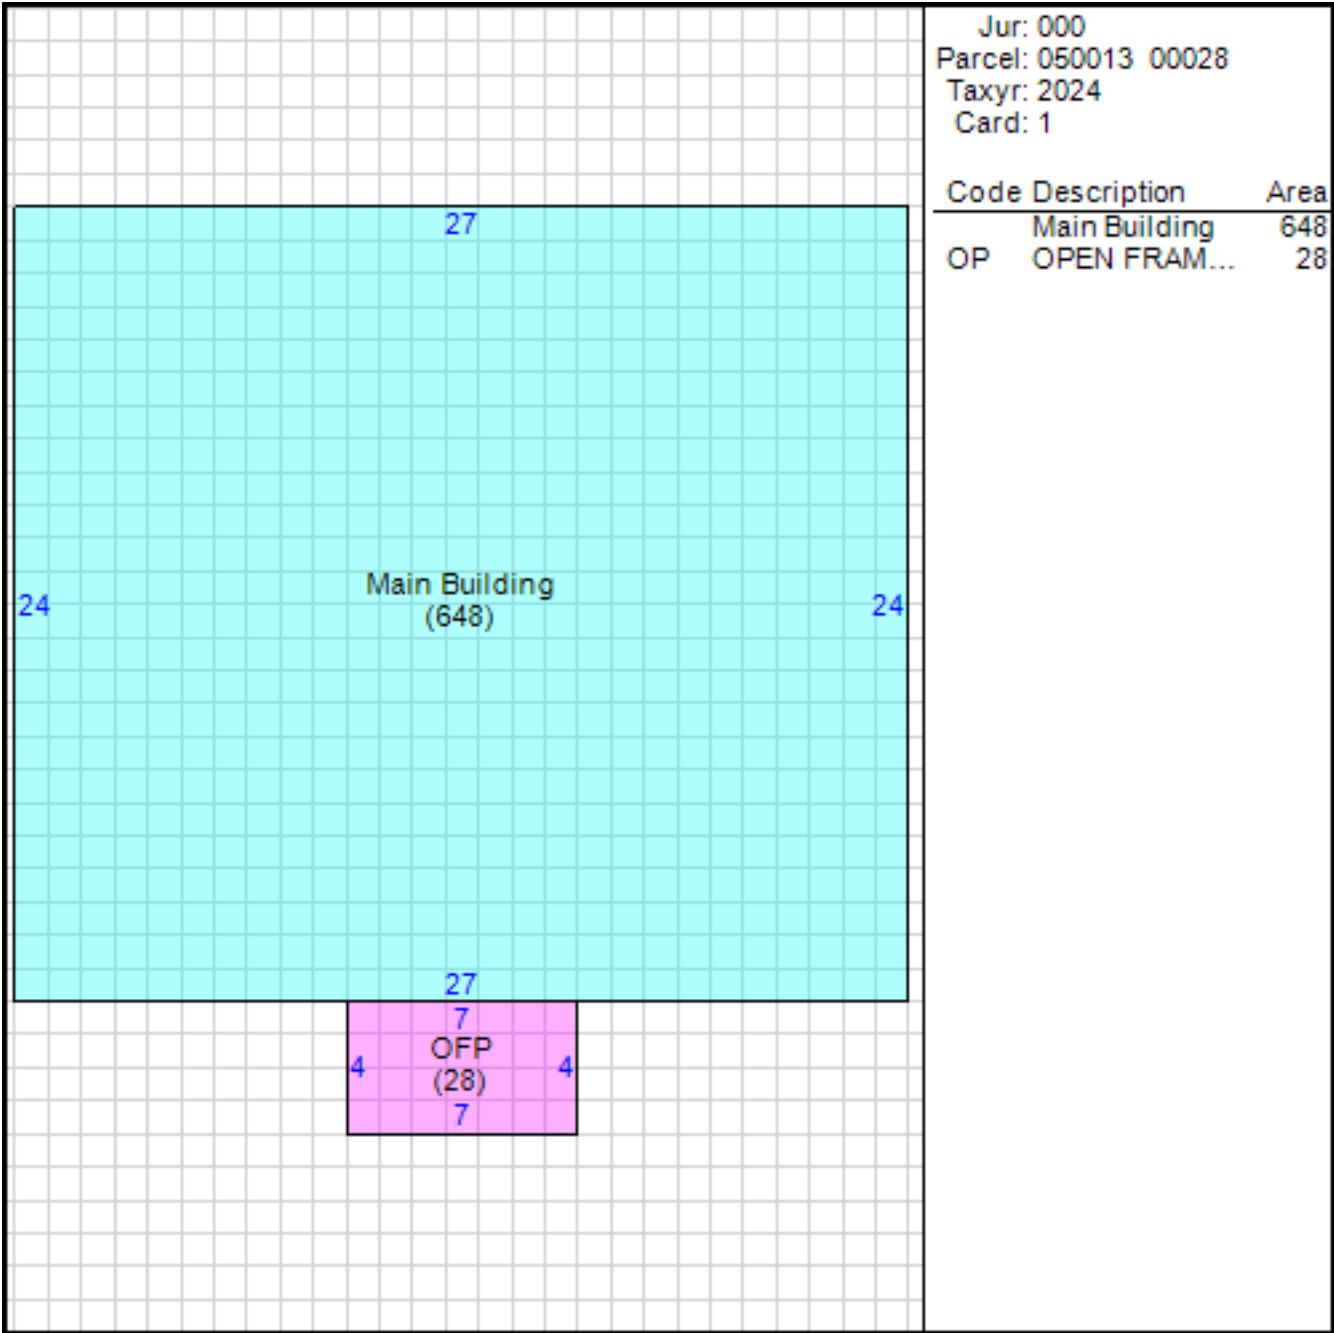 Jur: 000
Parcel: 050013 00028
Taxyr: 2024
Card: 1
Code Description Area
Main Building 648
OP OPEN FRAM... 28
27
24
Main Building
(648)
24
27
7
OFP
4
4
(28)
7